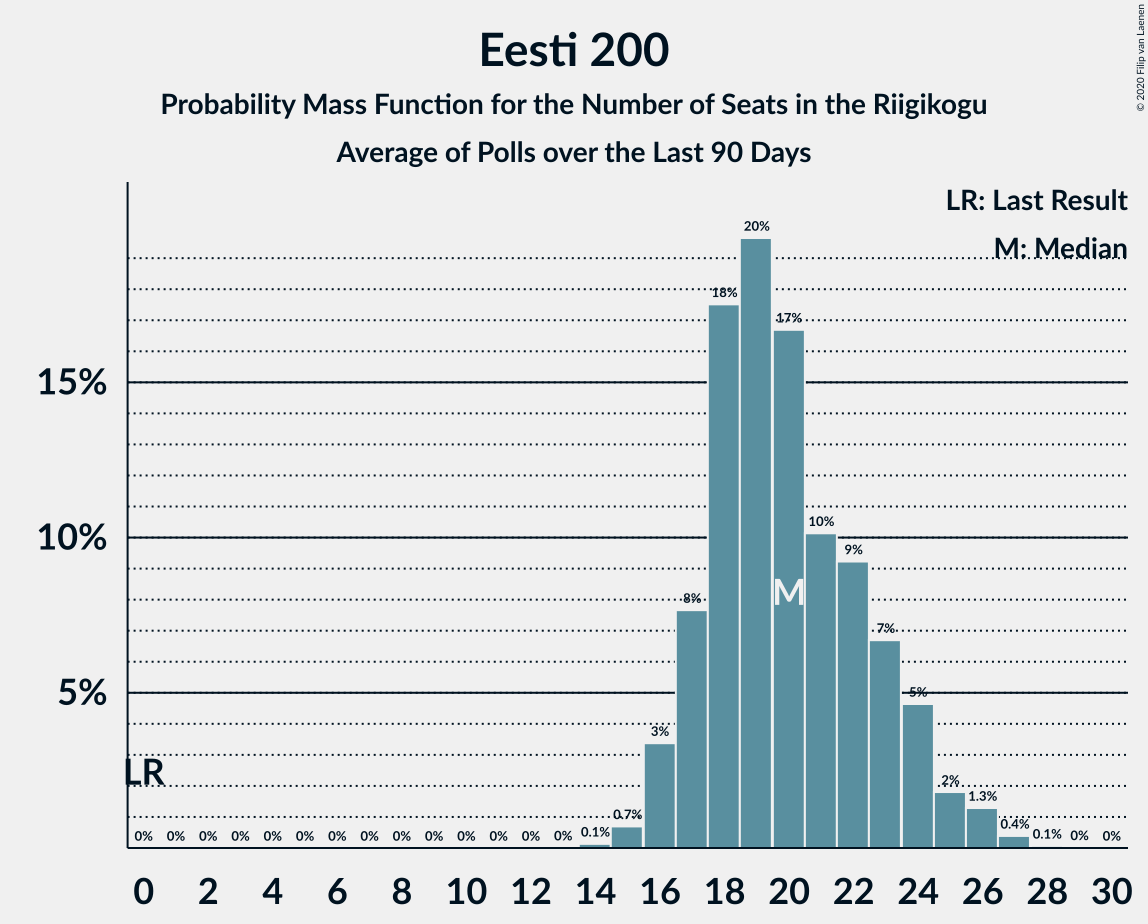 Eesti 200
Probability Mass Function for the Number of Seats in the Riigikogu
Average of Polls over the Last 90 Days
© 2020 Filip van Laenen
LR: Last Result
M: Median
15%
10%
5%
LR
M
0% 0% 0% 0% 0% 0% 0% 0% 0% 0% 0% 0% 0% 0% 0.1% 0.7% 3% 8% 18% 20% 17% 10% 9% 7% 5% 2% 1.3% 0.4% 0.1% 0% 0%
0 2 4 6 8 10 12 14 16 18 20 22 24 26 28 30